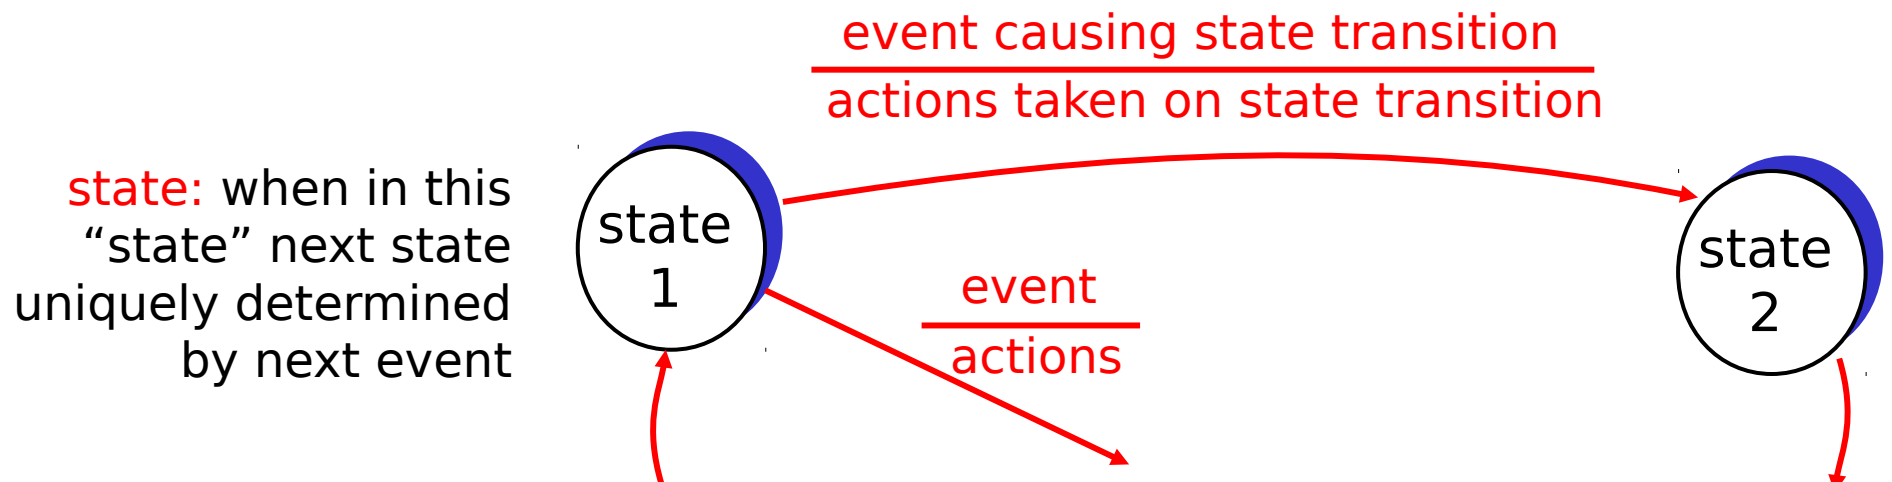 event causing state transition
actions taken on state transition
state: when in this
“state” next state
uniquely determined
by next event
state
1
event
actions
state
2